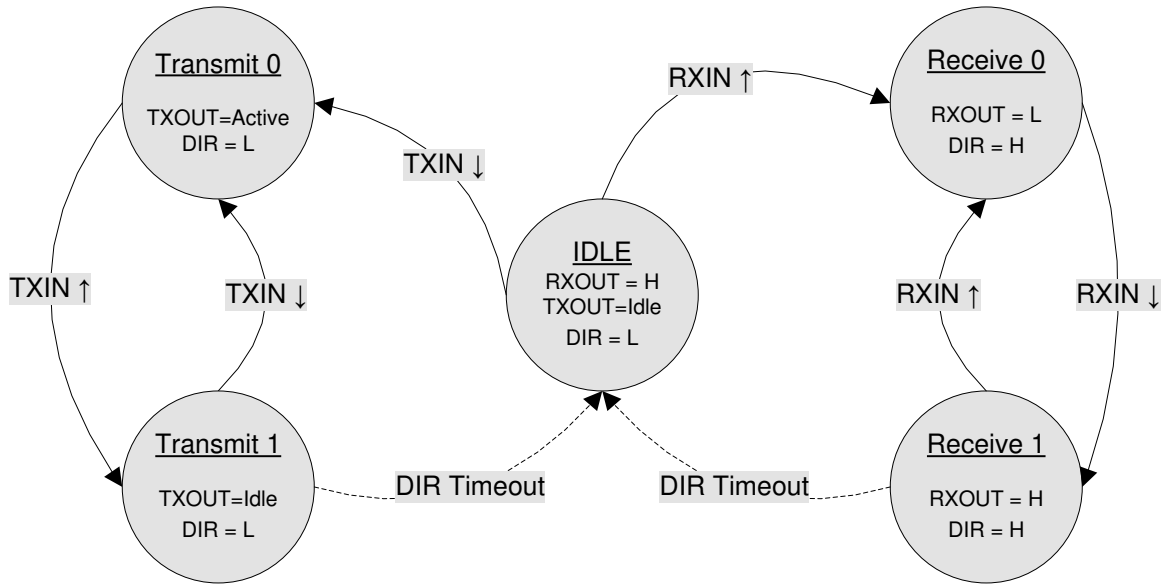 Transmit 0
TXOUT=Active
DIR = L
Receive 0
RXOUT = L
DIR = H
RXIN ↑
TXIN ↓
IDLE
RXOUT = H
TXOUT=Idle
DIR = L
TXIN ↑
TXIN ↓
RXIN ↑
RXIN ↓
Transmit 1
TXOUT=Idle
DIR = L
DIR Timeout
DIR Timeout
Receive 1
RXOUT = H
DIR = H